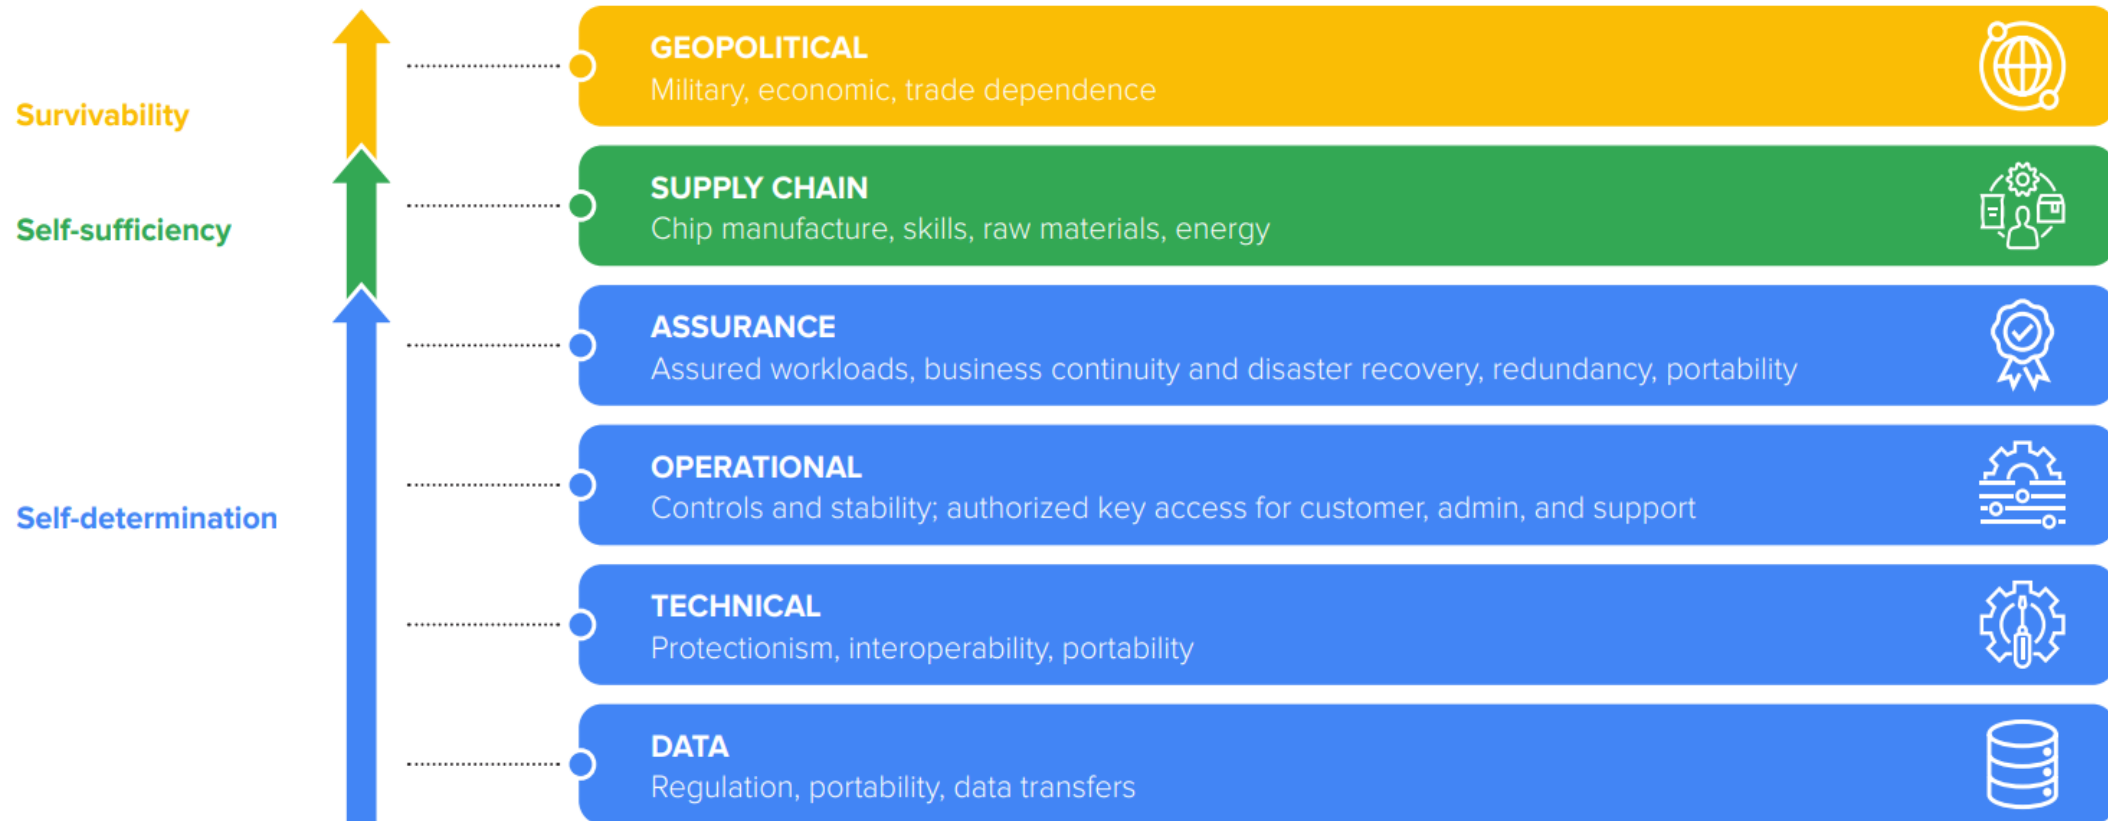 GEOPOLITICAL
Military, economic, trade dependence
Survivability
SUPPLY CHAIN
Chip manufacture, skills, raw materials, energy
Self-sufficiency
ASSURANCE
Assured workloads, business continuity and disaster recovery, redundancy, portability
OPERATIONAL
Controls and stability; authorized key access for customer, admin, and support
Self-determination
TECHNICAL
Protectionism, interoperability, portability
DATA
Regulation, portability, data transfers